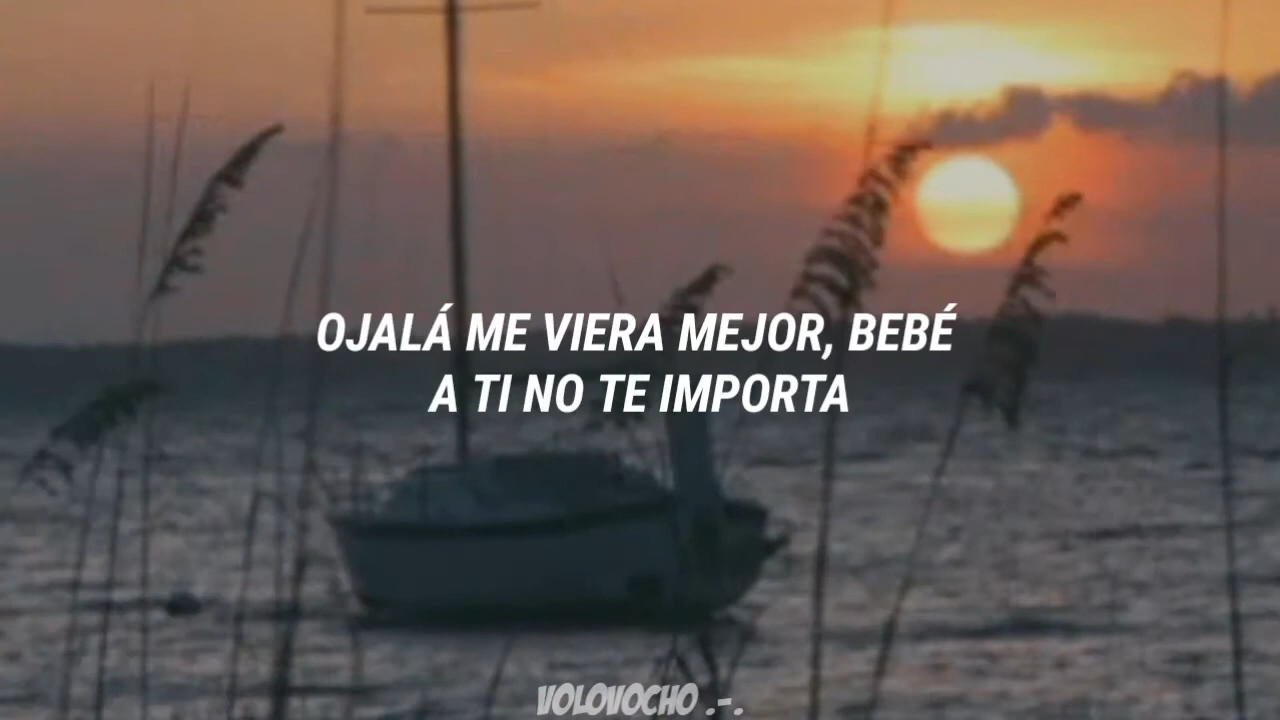 OJALÁ ME VIERA MEJOR, BEBÉ
A TI NO TE IMPORTA
VOLOVOCHO .-.